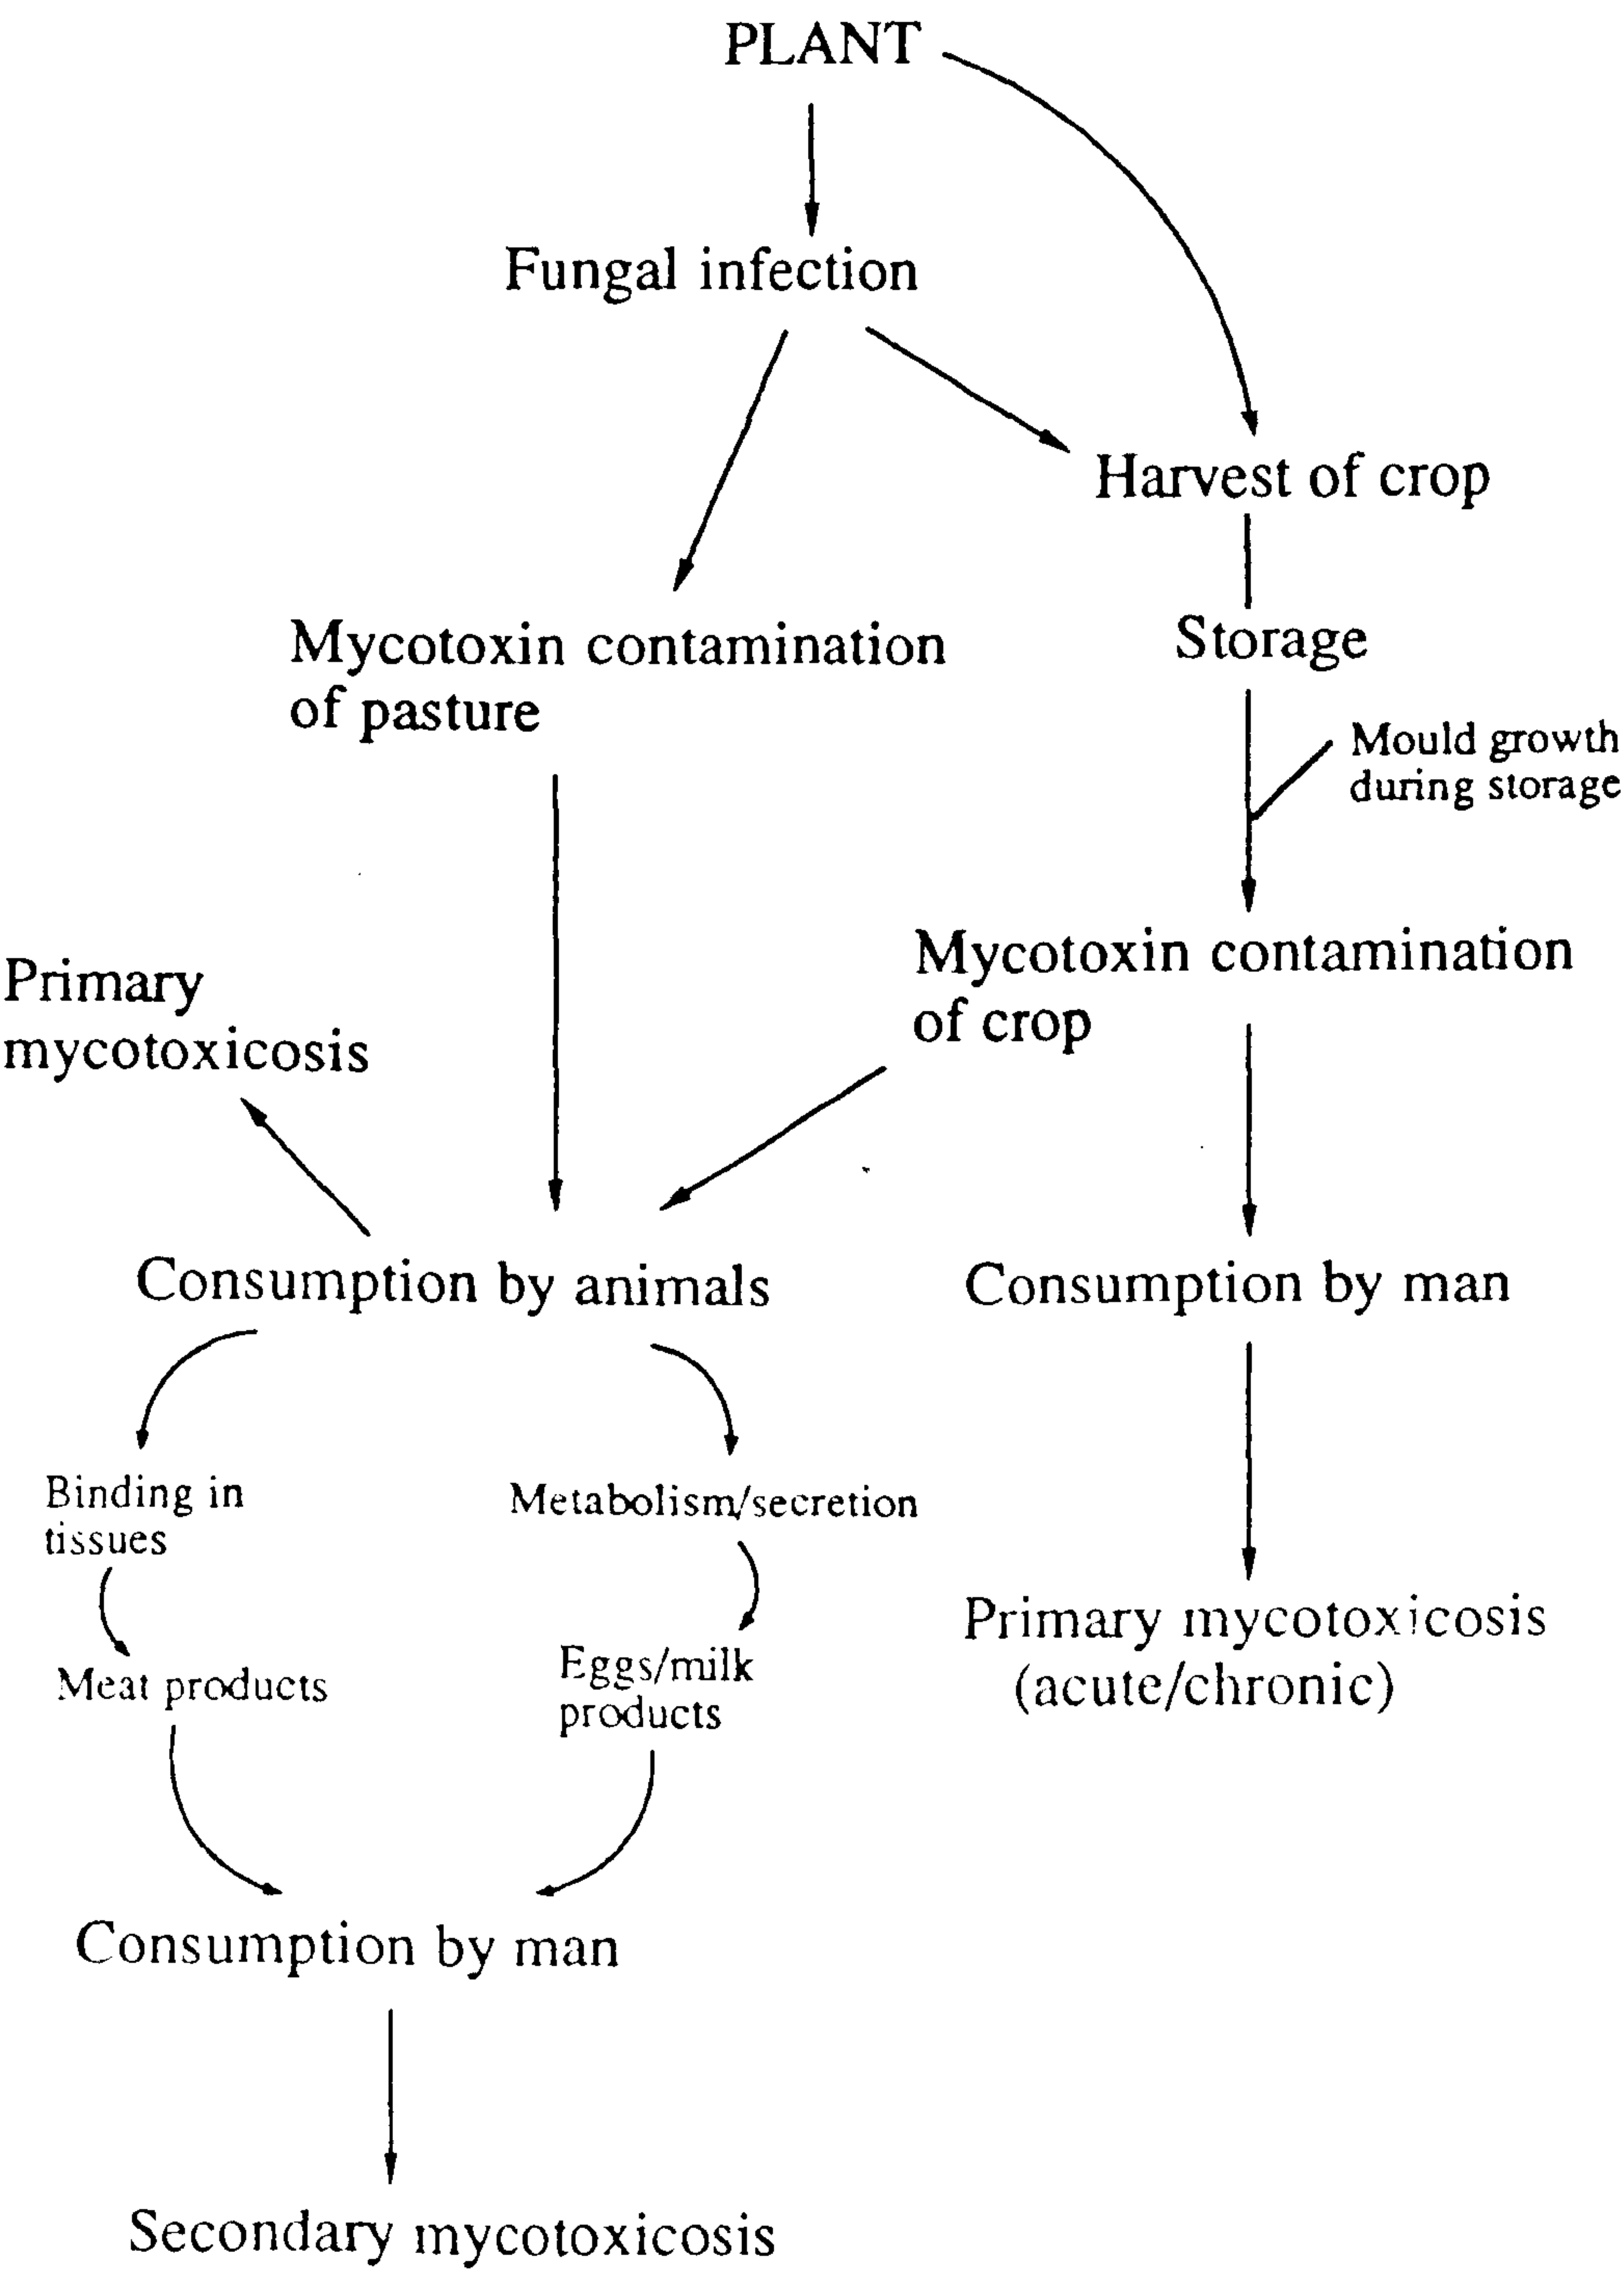 PLANT
Fungal infection
Harvest of crop
Mycotoxin contamination
of pasture
Storage
Mould growth
during storage
Mycotoxin contamination
of crop
Primary
mycotoxicosis
Consumption by animals
Consumption by man
Binding in
tissues
Metabolism/secretion
Meat products
Eggs/milk
products
Primary mycotoxicosis
(acute/chronic)
Consumption by man
Secondary mycotoxicosis